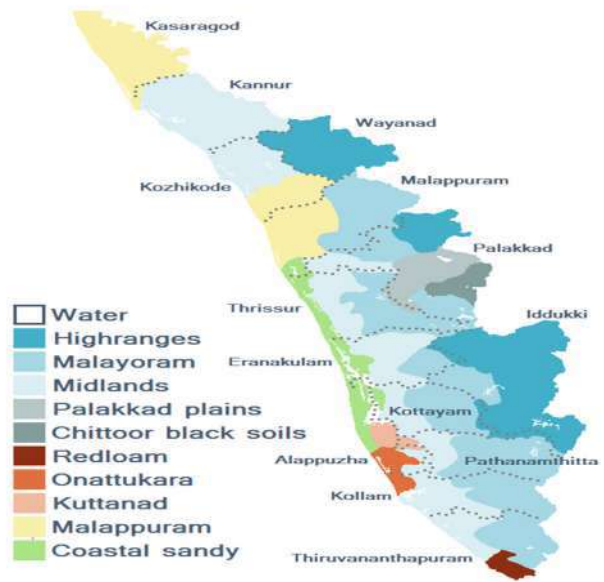 Kasaragod
Kannur
Wayanad
Kozhikode
Malappuram
Palakkad
Thrissur
Iddukki
Eranakulam
Kottayam
Alappuzha
Pathanamthitta
Kollam
Thiruvananthapuram
Water
Highranges
Malayoram
Midlands
Palakkad plains
Chittoor black soils
Redloam
Onattukara
Kuttanad
Malappuram
Coastal sandy